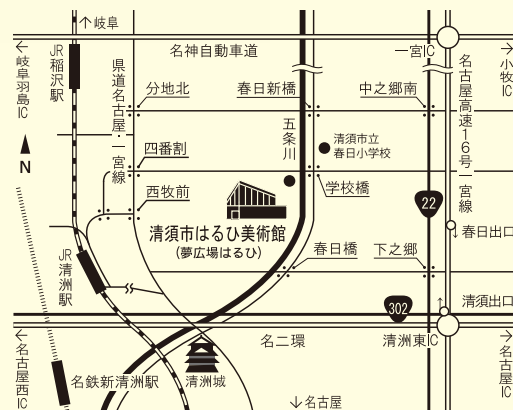 ↑岐阜
JR稲沢駅
県道名古屋・一宮線
名神自動車道
一宮IC
←岐阜羽島IC
→小牧IC
名古屋高速16号一宮線
分地北
春日新橋
中之郷南
五条川
清須市立
春日小学校
四番割
学校橋
西牧前
N
22
清須市はるひ美術館
(夢広場はるひ)
春日橋
下之郷
↓春日出口
JR清洲駅
302
↑清須出口
名二環
清洲東IC
←名古屋西IC
→名古屋IC
名鉄新清洲駅
清洲城
↓名古屋